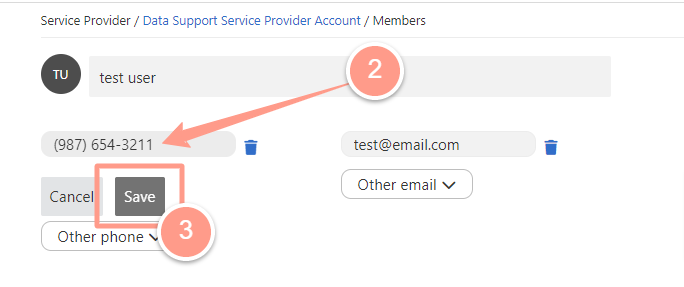 Service Provider / Data Support Service Provider Account / Members
TU
test user
2
(987) 654-3211
test@email.com
Cancel
Save
Other email
3
Other phone